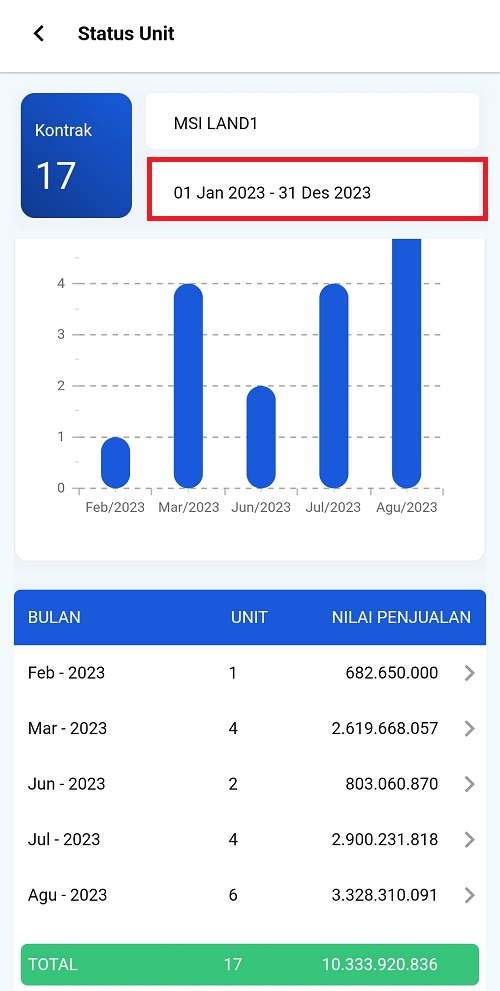 Status Unit
Kontrak
17
MSI LAND1
01 Jan 2023 - 31 Des 2023
4
3
2
1
0
Feb/2023 Mar/2023 Jun/2023 Jul/2023 Agu/2023
BULAN UNIT NILAI PENJUALAN
Feb - 2023 1 682.650.000
Mar - 2023 4 2.619.668.057
Jun - 2023 2 803.060.870
Jul - 2023 4 2.900.231.818
Agu - 2023 6 3.328.310.091
TOTAL 17 10.333.920.836